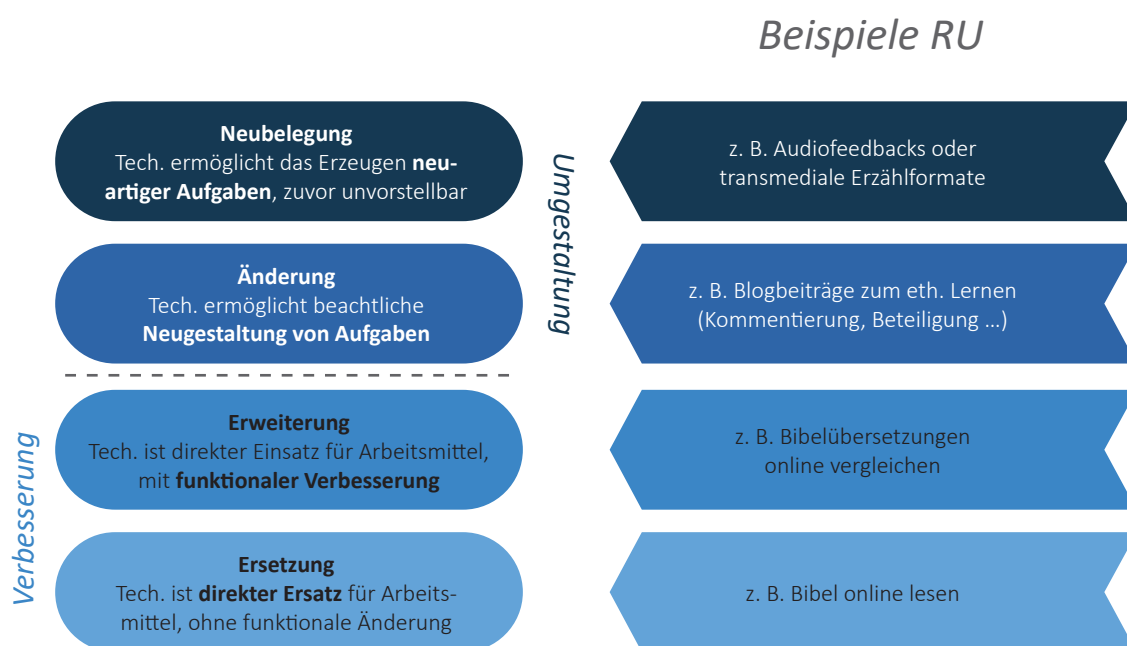 Beispiele RU
Neubelegung
Tech. ermöglicht das Erzeugen neu-
artiger Aufgaben, zuvor unvorstellbar
Umgestaltung
z. B. Audiofeedbacks oder
transmediale Erzählformate
Änderung
Tech. ermöglicht beachtliche
Neugestaltung von Aufgaben
z. B. Blogbeiträge zum eth. Lernen
(Kommentierung, Beteiligung ...)
Verbesserung
Erweiterung
Tech. ist direkter Einsatz für Arbeitsmittel,
mit funktionaler Verbesserung
z. B. Bibelübersetzungen
online vergleichen
Ersetzung
Tech. ist direkter Ersatz für Arbeits-
mittel, ohne funktionale Änderung
z. B. Bibel online lesen